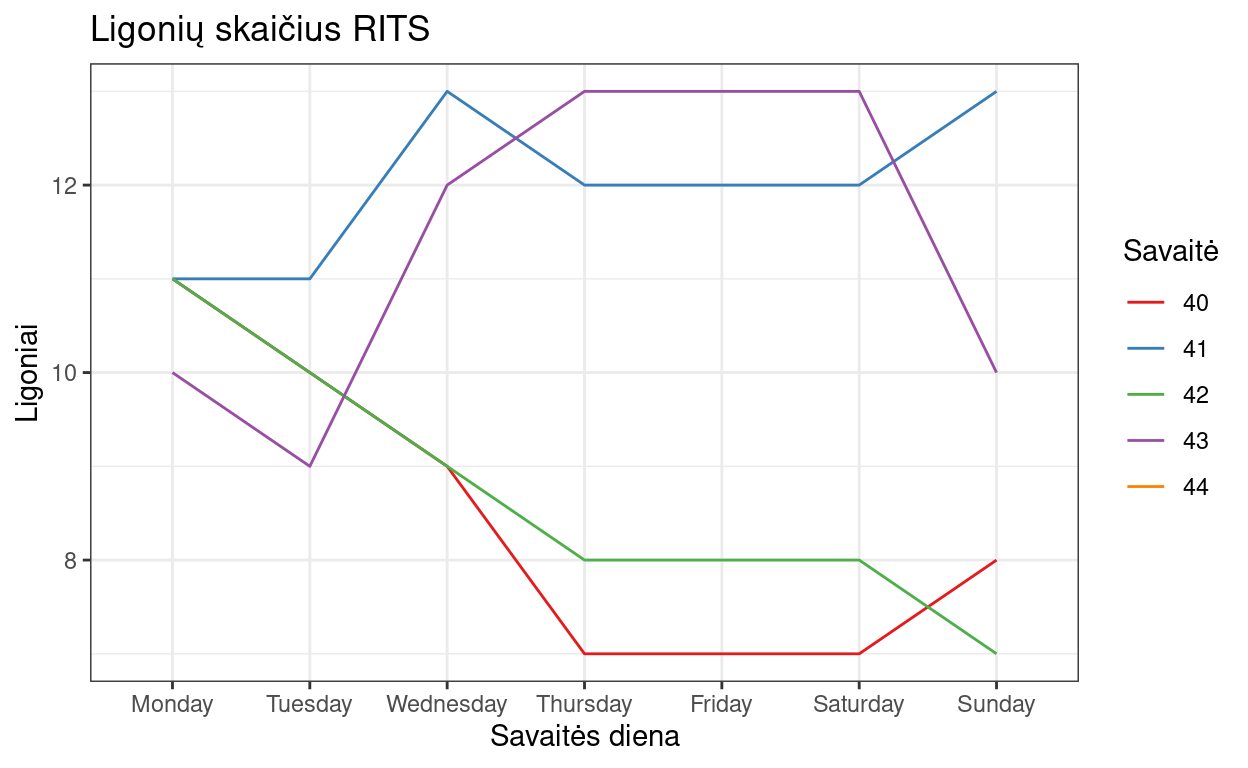 Ligonių skaičius RITS
Ligoniai
12
10
8
Monday Tuesday Wednesday Thursday Friday Saturday Sunday
Savaitės diena
Savaitė
40
41
42
43
44